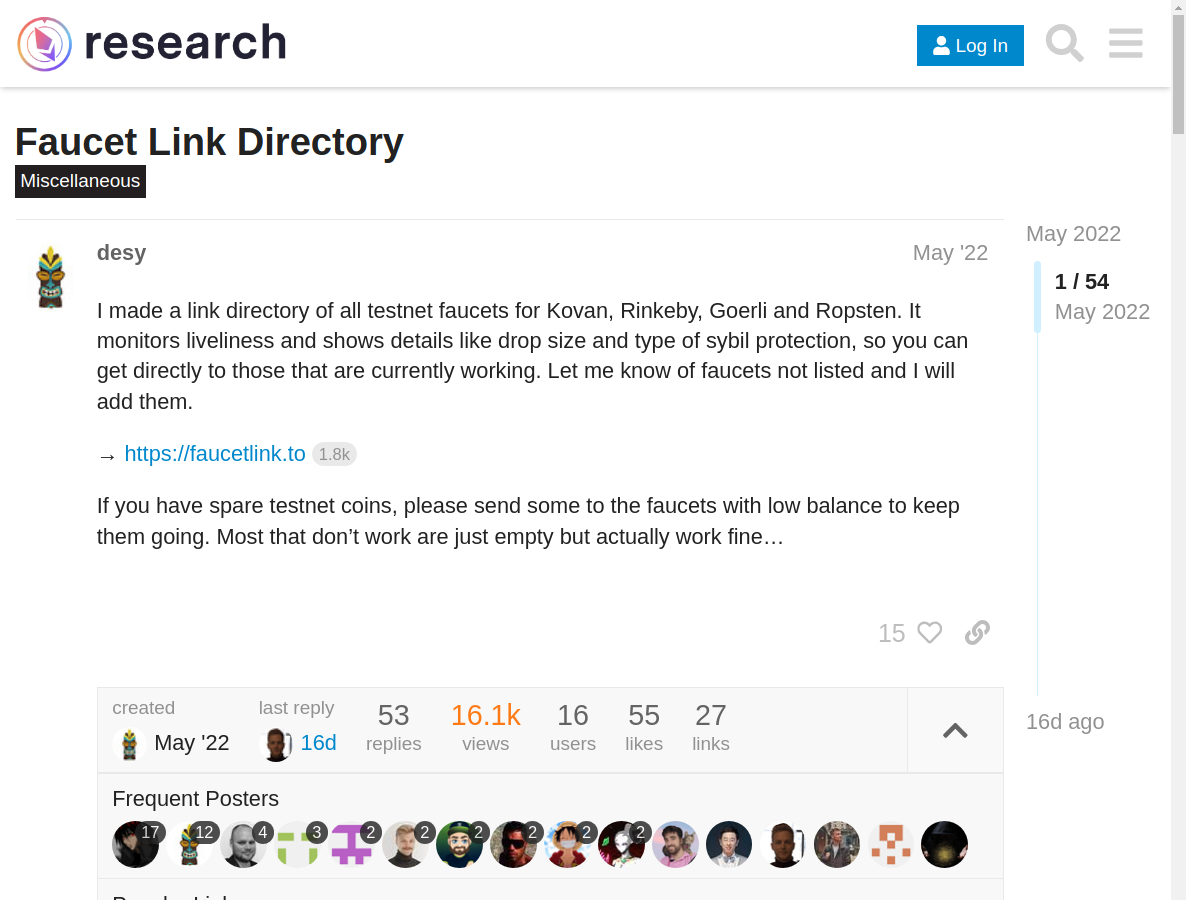 research
Log In
Faucet Link Directory
Miscellaneous
desy
May '22
I made a link directory of all testnet faucets for Kovan, Rinkeby, Goerli and Ropsten. It
monitors liveliness and shows details like drop size and type of sybil protection, so you can
get directly to those that are currently working. Let me know of faucets not listed and I will
add them.
→ https://faucetlink.to 1.8k
If you have spare testnet coins, please send some to the faucets with low balance to keep
them going. Most that don’t work are just empty but actually work fine…
15
May 2022
1 / 54
May 2022
16d ago
created
May '22
last reply
16d
53
replies
16.1k
views
16
users
55
likes
27
links
Frequent Posters
17 12 4 3 2 2 2 2 2 2